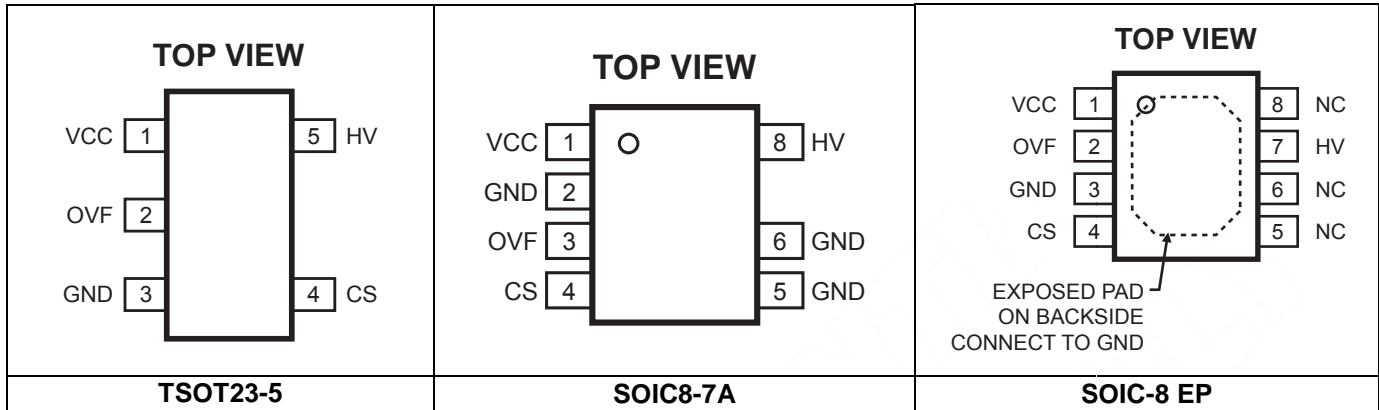 TOP VIEW
VCC 1
5 HV
OVF 2
GND 3
4 CS
TSOT23-5
TOP VIEW
VCC 1
8 HV
GND 2
OVF 3
6 GND
CS 4
5 GND
SOIC8-7A
TOP VIEW
VCC 1
8 NC
OVF 2
7 HV
GND 3
6 NC
CS 4
5 NC
EXPOSED PAD
ON BACKSIDE
CONNECT TO GND
SOIC-8 EP